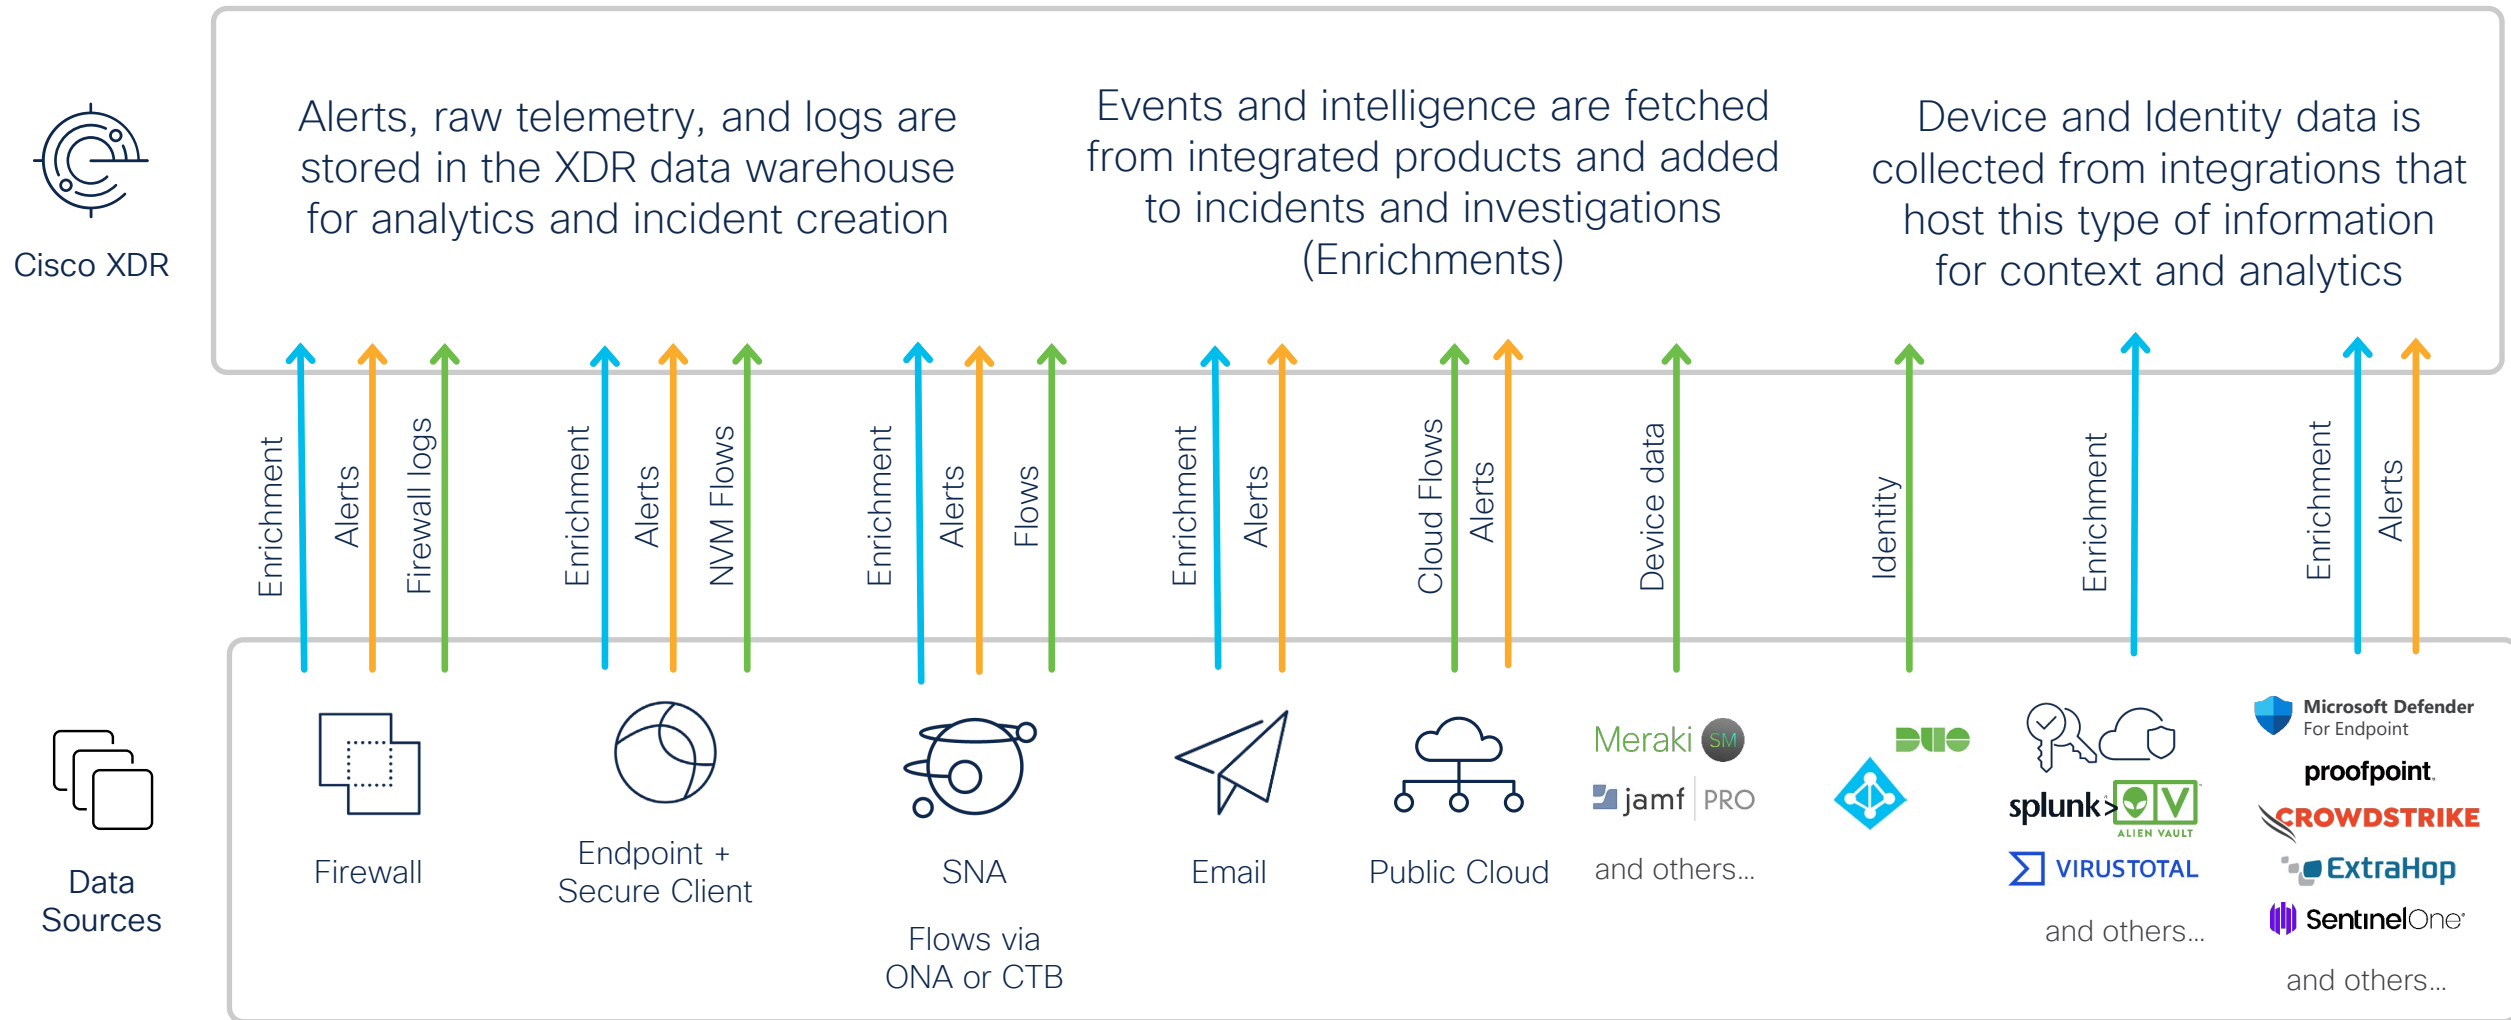 Alerts, raw telemetry, and logs are
stored in the XDR data warehouse
for analytics and incident creation
Events and intelligence are fetched
from integrated products and added
to incidents and investigations
(Enrichments)
Device and Identity data is
collected from integrations that
host this type of information
for context and analytics
Cisco XDR
Enrichment
Alerts
Firewall logs
Enrichment
Alerts
NVM Flows
Enrichment
Alerts
Flows
Enrichment
Alerts
Cloud Flows
Alerts
Device data
Identity
Enrichment
Enrichment
Alerts
Data
Sources
Firewall
Endpoint +
Secure Client
SNA
Flows via
ONA or CTB
Email
Public Cloud
Meraki SM
jamf PRO
and others...
DUO
splunk>
ALIEN VAULT
VIRUSTOTAL
and others...
Microsoft Defender
For Endpoint
proofpoint.
CROWDSTRIKE
ExtraHop
SentinelOne
and others...